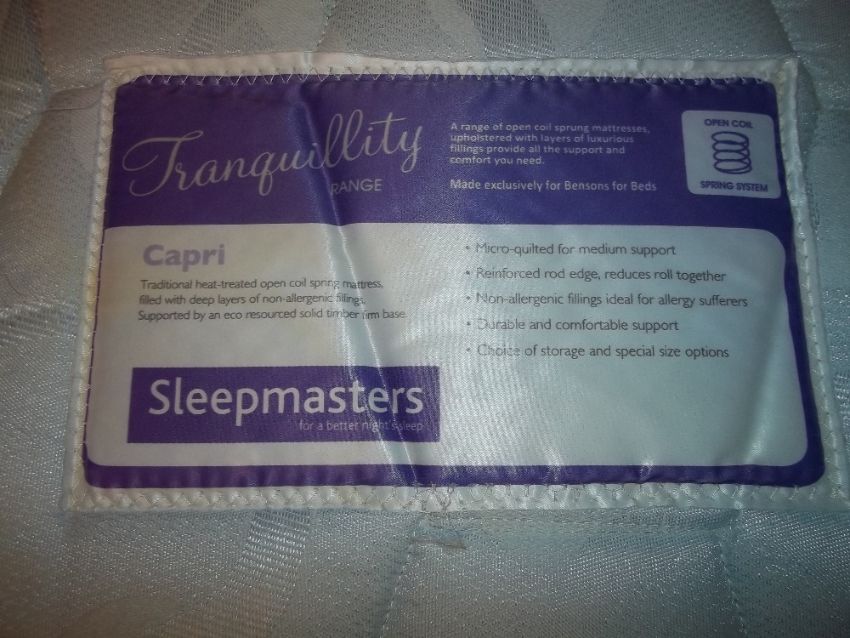 Tranquillity
RANGE
A range of open coil sprung mattresses,
upholstered with layers of luxurious
fillings provide all the support and
comfort you need.
Made exclusively for Bensons for Beds
OPEN COIL
SPRING SYSTEM
Capri
Traditional heat-treated open coil spring mattress,
filled with deep layers of non-allergenic fillings.
Supported by an eco resourced solid timber firm base.
Sleepmasters
for a better night's sleep
• Micro-quilted for medium support
• Reinforced rod edge, reduces roll together
• Non-allergenic fillings ideal for allergy sufferers
• Durable and comfortable support
• Choice of storage and special size options